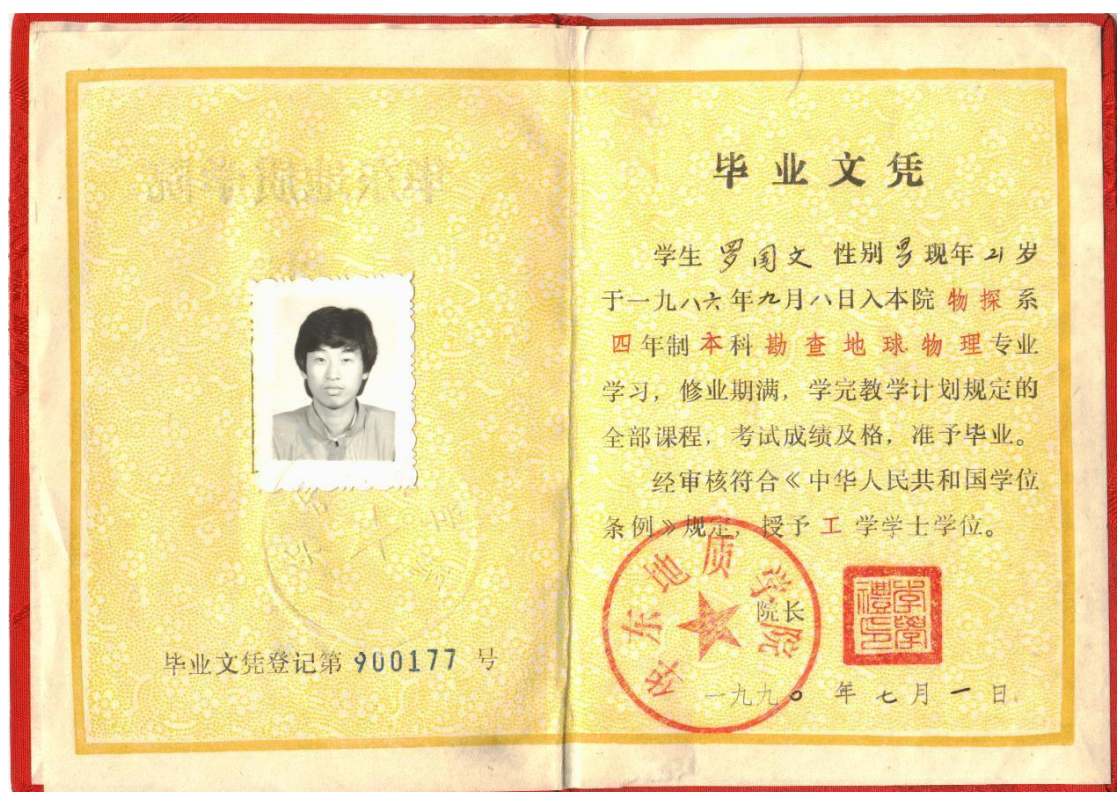 毕业文凭登记第 900177 号
毕业文凭
学生 罗国文 性别 男 现年 21 岁
于一九八六年九月八日入本院 物探 系
四年制本科勘查地球物理专业
学习，修业期满，学完教学计划规定的
全部课程，考试成绩及格，准予毕业。
经审核符合《中华人民共和国学位
条例》规定，授予 工 学学士学位。
华东地质学院
院长
一九九〇 年 七月 一 日